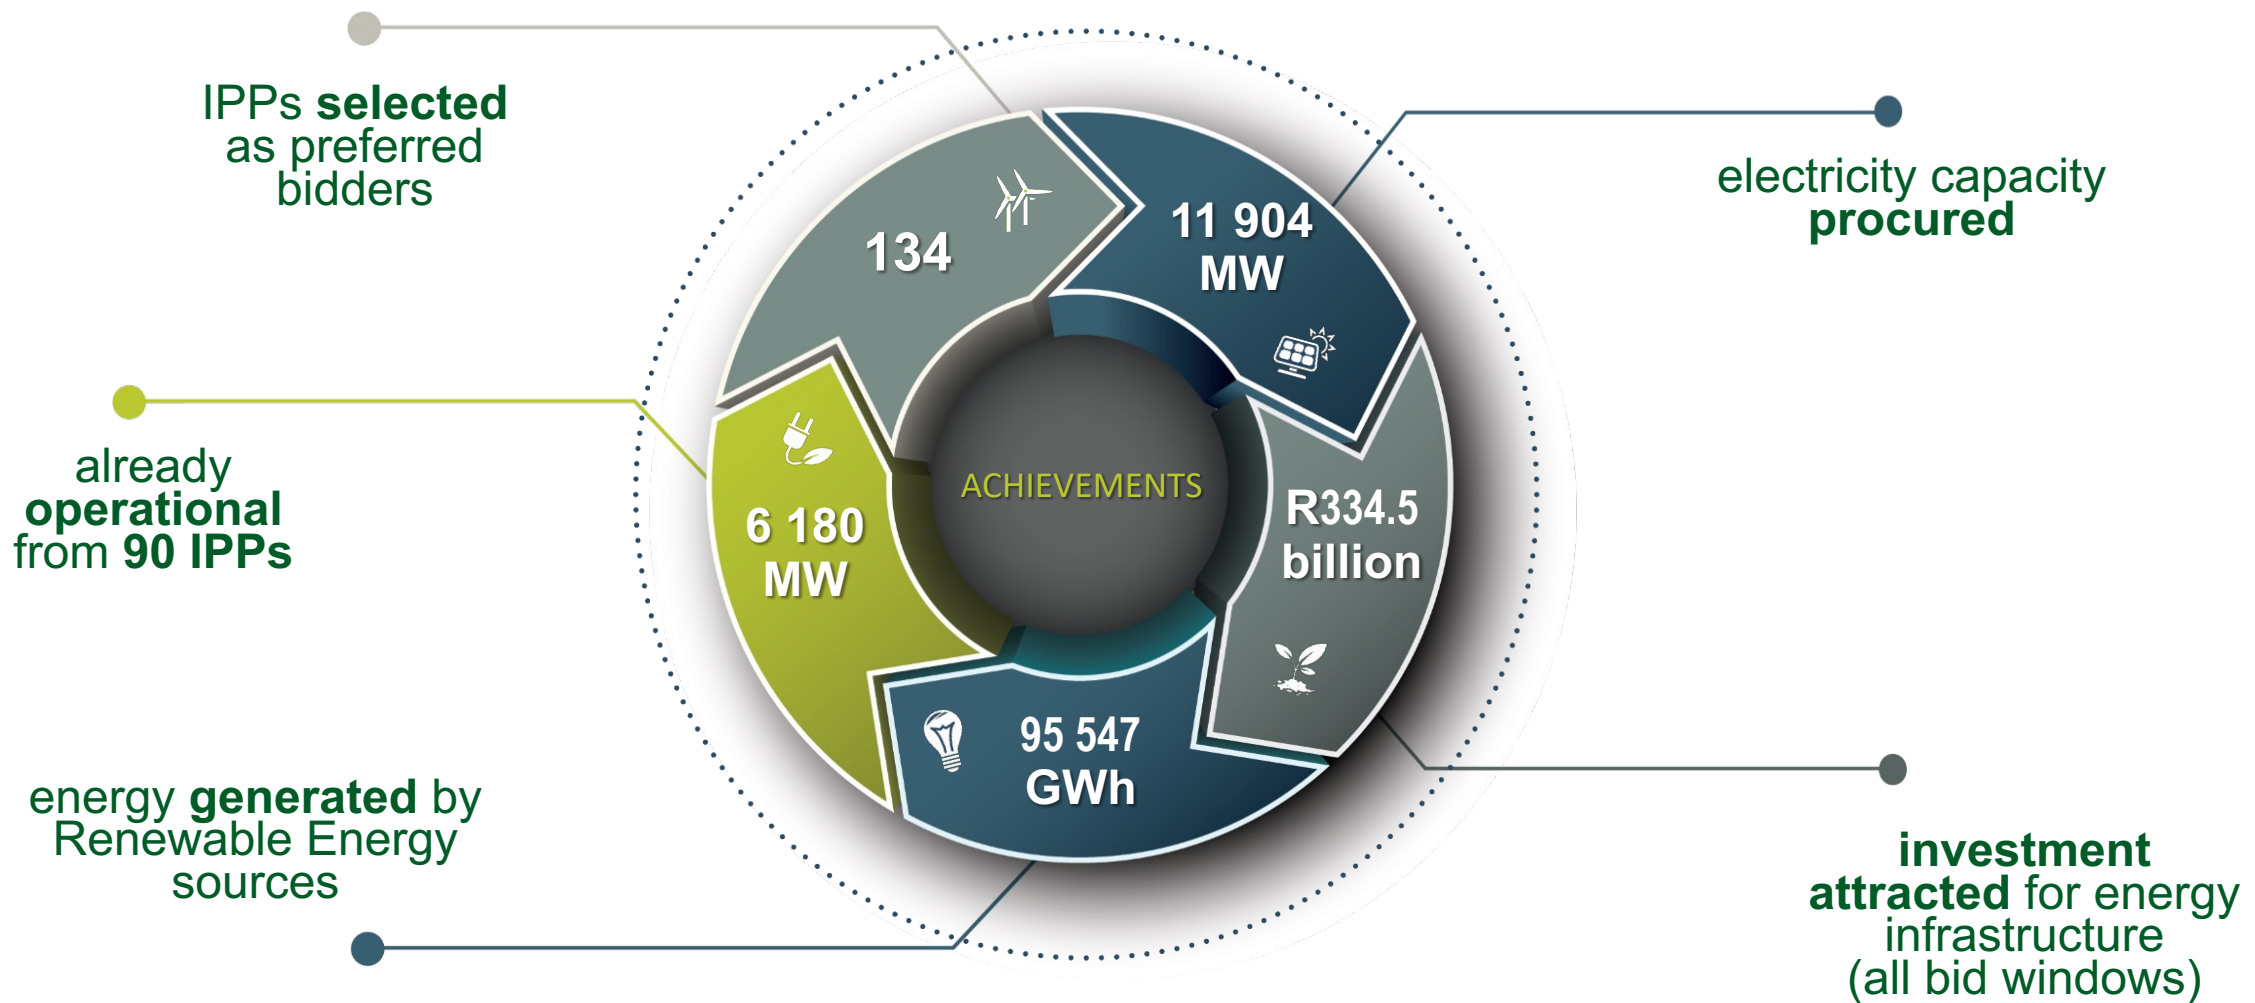 IPPs selected
as preferred
bidders
134
11 904
MW
electricity capacity
procured
already
operational
from 90 IPPs
6 180
MW
ACHIEVEMENTS
R334.5
billion
energy generated by
Renewable Energy
sources
95 547
GWh
investment
attracted for energy
infrastructure
(all bid windows)